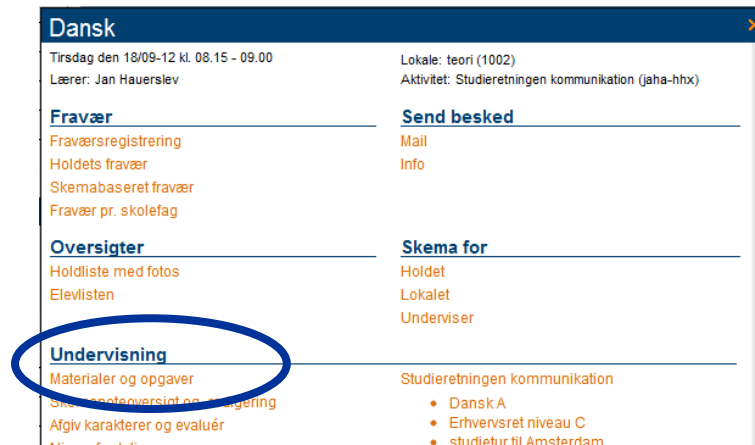 Dansk
Tirsdag den 18/09-12 kl. 08.15 - 09.00
Lærer: Jan Hauerslev
Lokale: teori (1002)
Aktivitet: Studieretningen kommunikation (jaha-hhx)
Fravær
Fraværsregistrering
Holdets fravær
Skemabaseret fravær
Fravær pr. skolefag
Send besked
Mail
Info
Oversigter
Holdliste med fotos
Elevlisten
Skema for
Holdet
Lokalet
Underviser
Undervisning
Materialer og opgaver
og
Afgiv karakterer og evaluér
Studieretningen kommunikation
• Dansk A
• Erhvervsret niveau C
• studietur til Amsterdam